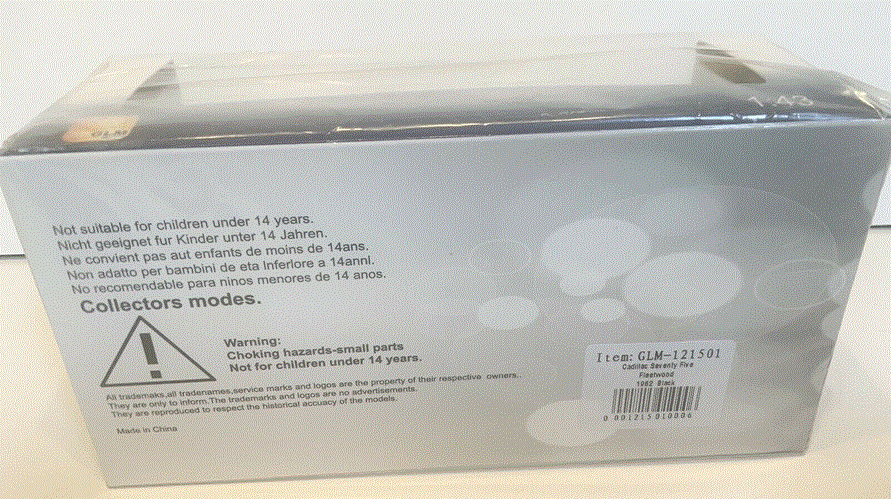 GLM
1:43
Not suitable for children under 14 years.
Nicht geeignet fur Kinder unter 14 Jahren.
Ne convient pas aut enfants de moins de 14ans.
Non adatto per bambini de eta Inferlore a 14annl.
No recomendable para ninos menores de 14 anos.
Collectors modes.
Warning:
Choking hazards-small parts
Not for children under 14 years.
All trademaks,all tradenames,service marks and logos are the property of their respective owners..
They are only to inform.The trademarks and logos are no advertisements.
They are reproduced to respect the historical accuacy of the models.
Made in China
Item: GLM-121501
Cadillac Seventy Five
Fleetwood
1962 Black
0 001215010006